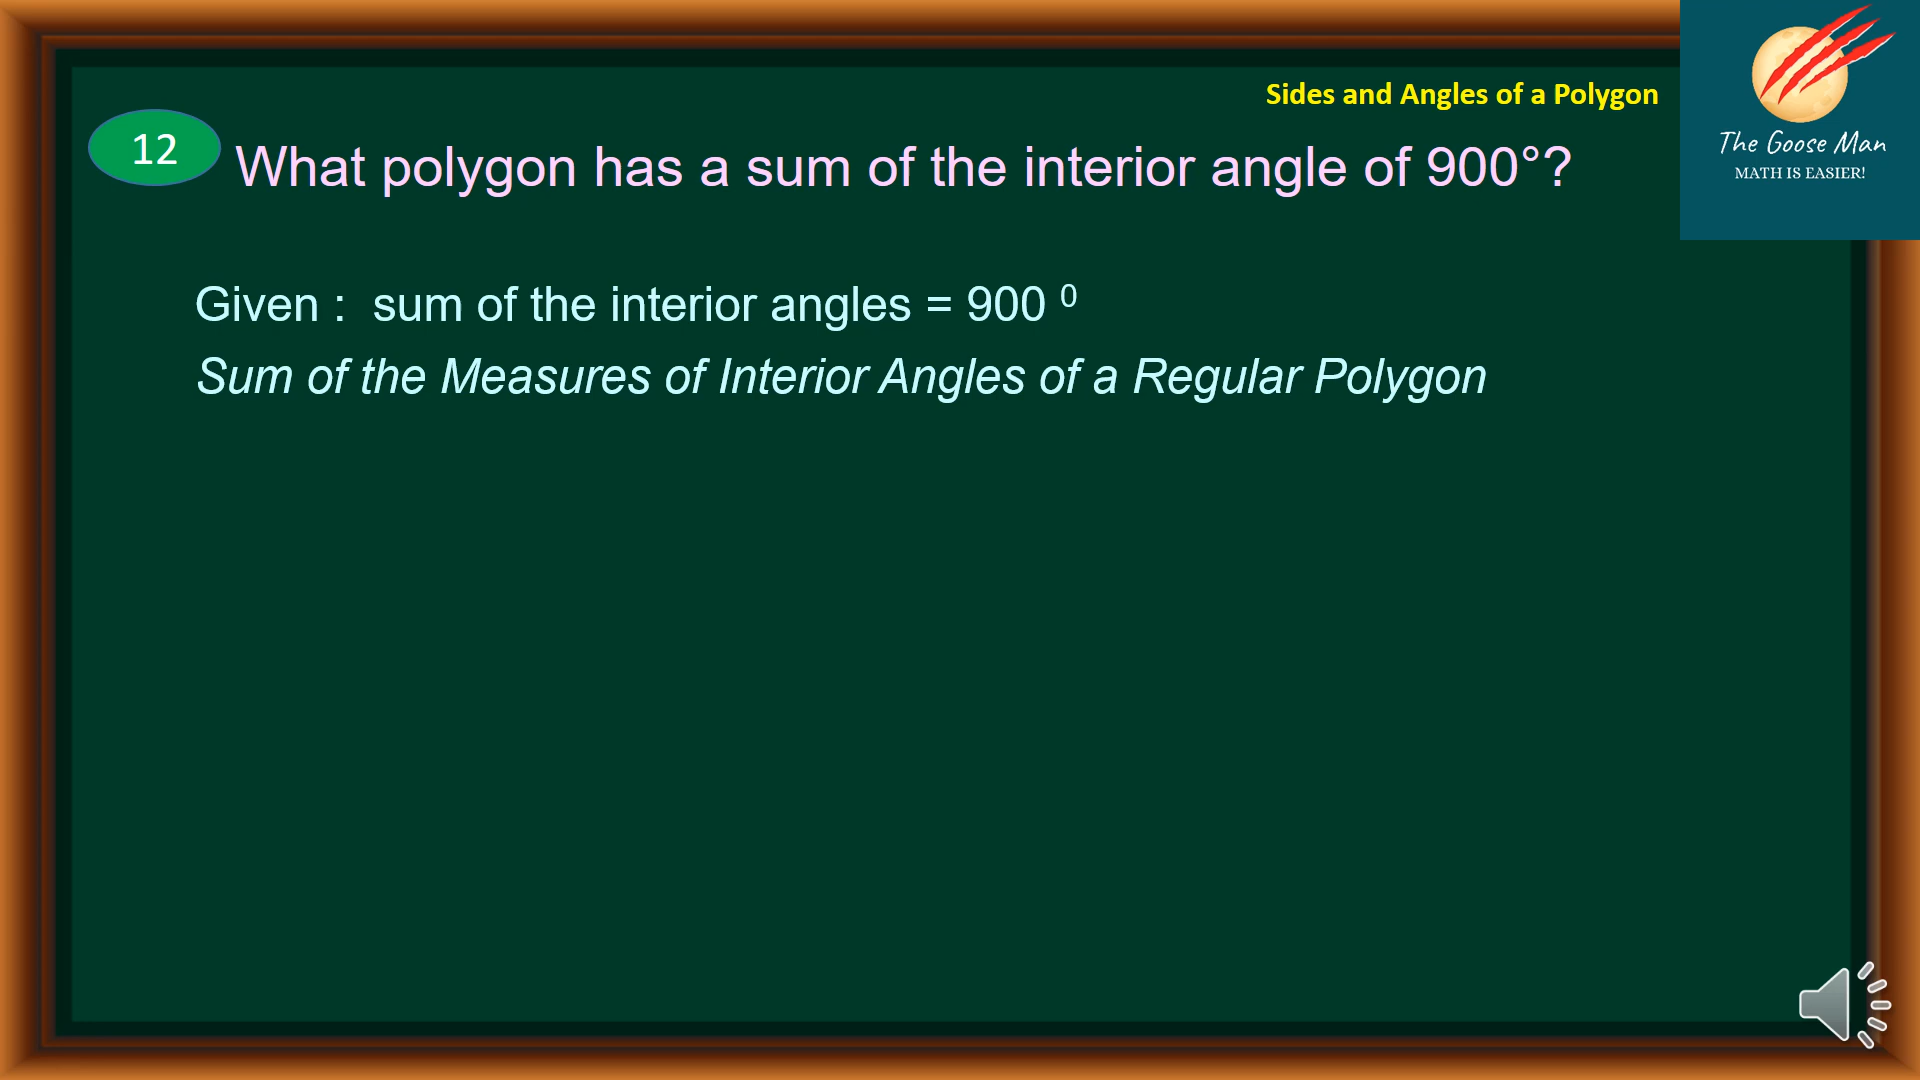 Sides and Angles of a Polygon
The Goose Man
MATH IS EASIER!
12
What polygon has a sum of the interior angle of 900°?
Given : sum of the interior angles = 900 ⁰
Sum of the Measures of Interior Angles of a Regular Polygon